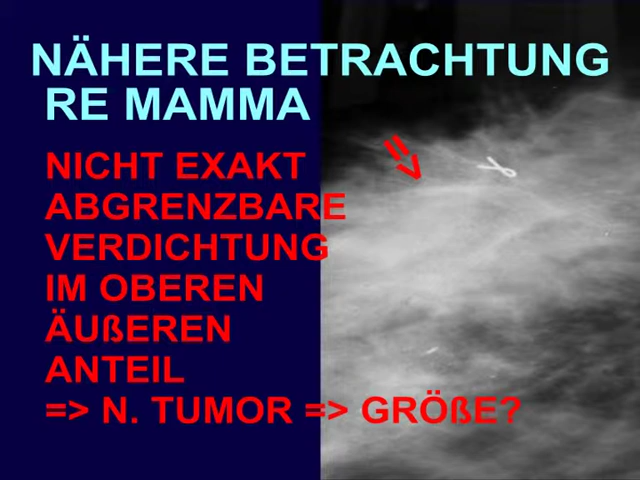 NÄHERE BETRACHTUNG
RE MAMMA
NICHT EXAKT
ABGRENZBARE
VERDICHTUNG
IM OBEREN
ÄUßEREN
ANTEIL
=> N. TUMOR => GRÖßE?